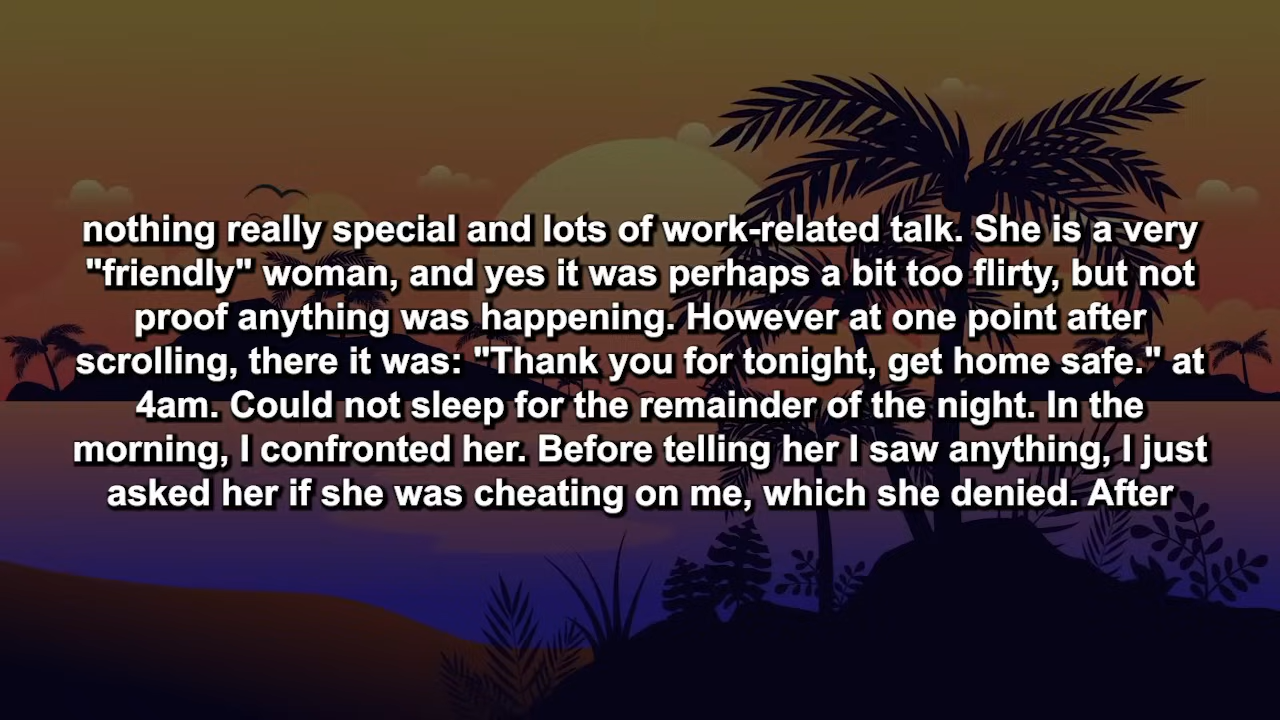 nothing really special and lots of work-related talk. She is a very
"friendly" woman, and yes it was perhaps a bit too flirty, but not
proof anything was happening. However at one point after
scrolling, there it was: "Thank you for tonight, get home safe." at
4am. Could not sleep for the remainder of the night. In the
morning, I confronted her. Before telling her I saw anything, I just
asked her if she was cheating on me, which she denied. After